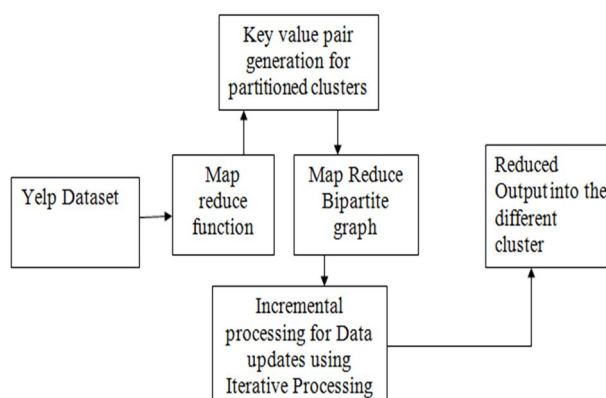 Key value pair
generation for
partitioned clusters
Yelp Dataset
Map
reduce
function
Map Reduce
Bipartite
graph
Reduced
Output into the
different
cluster
Incremental
processing for Data
updates using
Iterative Processing